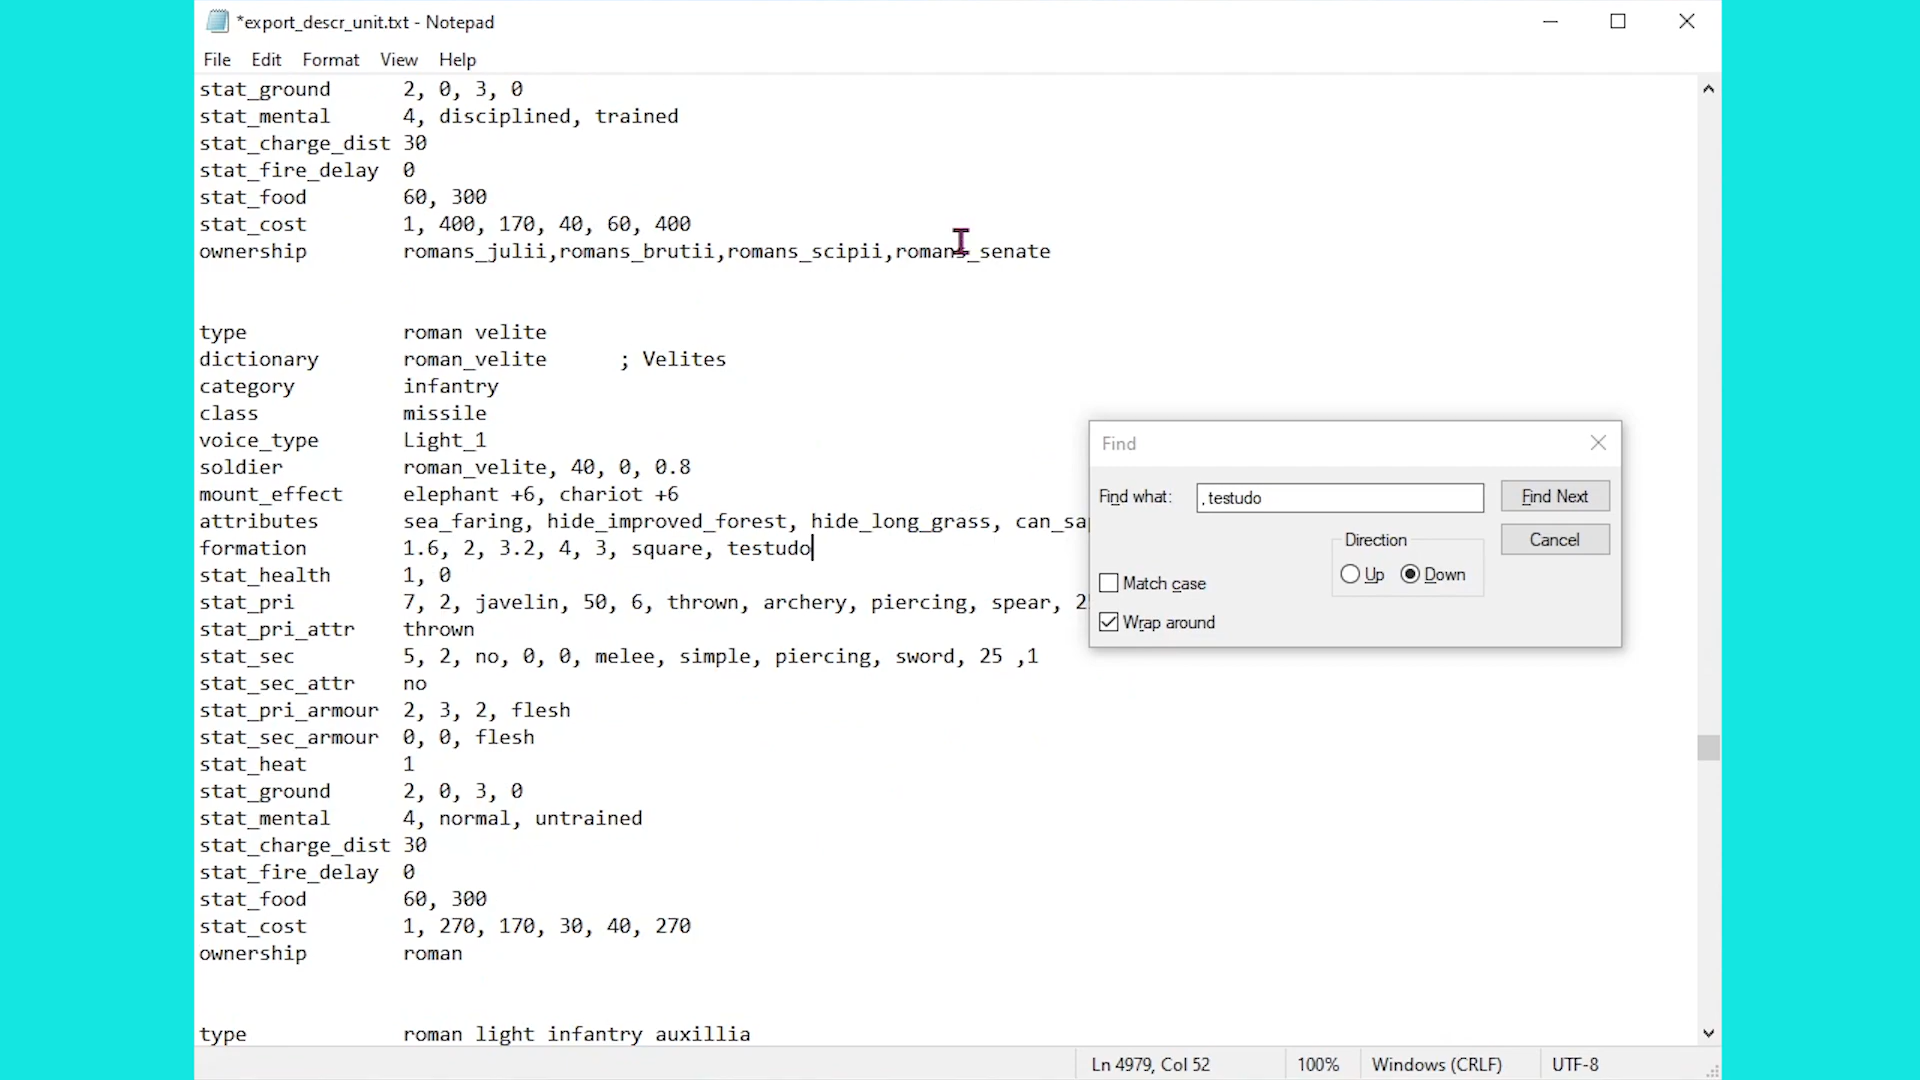 *export_descr_unit.txt - Notepad
File Edit Format View Help
stat_ground 2, 0, 3, 0
stat_mental 4, disciplined, trained
stat_charge_dist 30
stat_fire_delay 0
stat_food 60, 300
stat_cost 1, 400, 170, 40, 60, 400
ownership romans_julii,romans_brutii,romans_scipii,romans_senate
type roman velite
dictionary roman_velite ; Velites
category infantry
class missile
voice_type Light_1
soldier roman_velite, 40, 0, 0.8
mount_effect elephant +6, chariot +6
attributes sea_faring, hide_improved_forest, hide_long_grass, can_sa
formation 1.6, 2, 3.2, 4, 3, square, testudo
stat_health 1, 0
stat_pri 7, 2, javelin, 50, 6, thrown, archery, piercing, spear, 2
stat_pri_attr thrown
stat_sec 5, 2, no, 0, 0, melee, simple, piercing, sword, 25 ,1
stat_sec_attr no
stat_pri_armour 2, 3, 2, flesh
stat_sec_armour 0, 0, flesh
stat_heat 1
stat_ground 2, 0, 3, 0
stat_mental 4, normal, untrained
stat_charge_dist 30
stat_fire_delay 0
stat_food 60, 300
stat_cost 1, 270, 170, 30, 40, 270
ownership roman
type roman light infantry auxillia
Find
Find what: , testudo Find Next
Direction Cancel
Up Down
Match case
Wrap around
Ln 4979, Col 52 100% Windows (CRLF) UTF-8